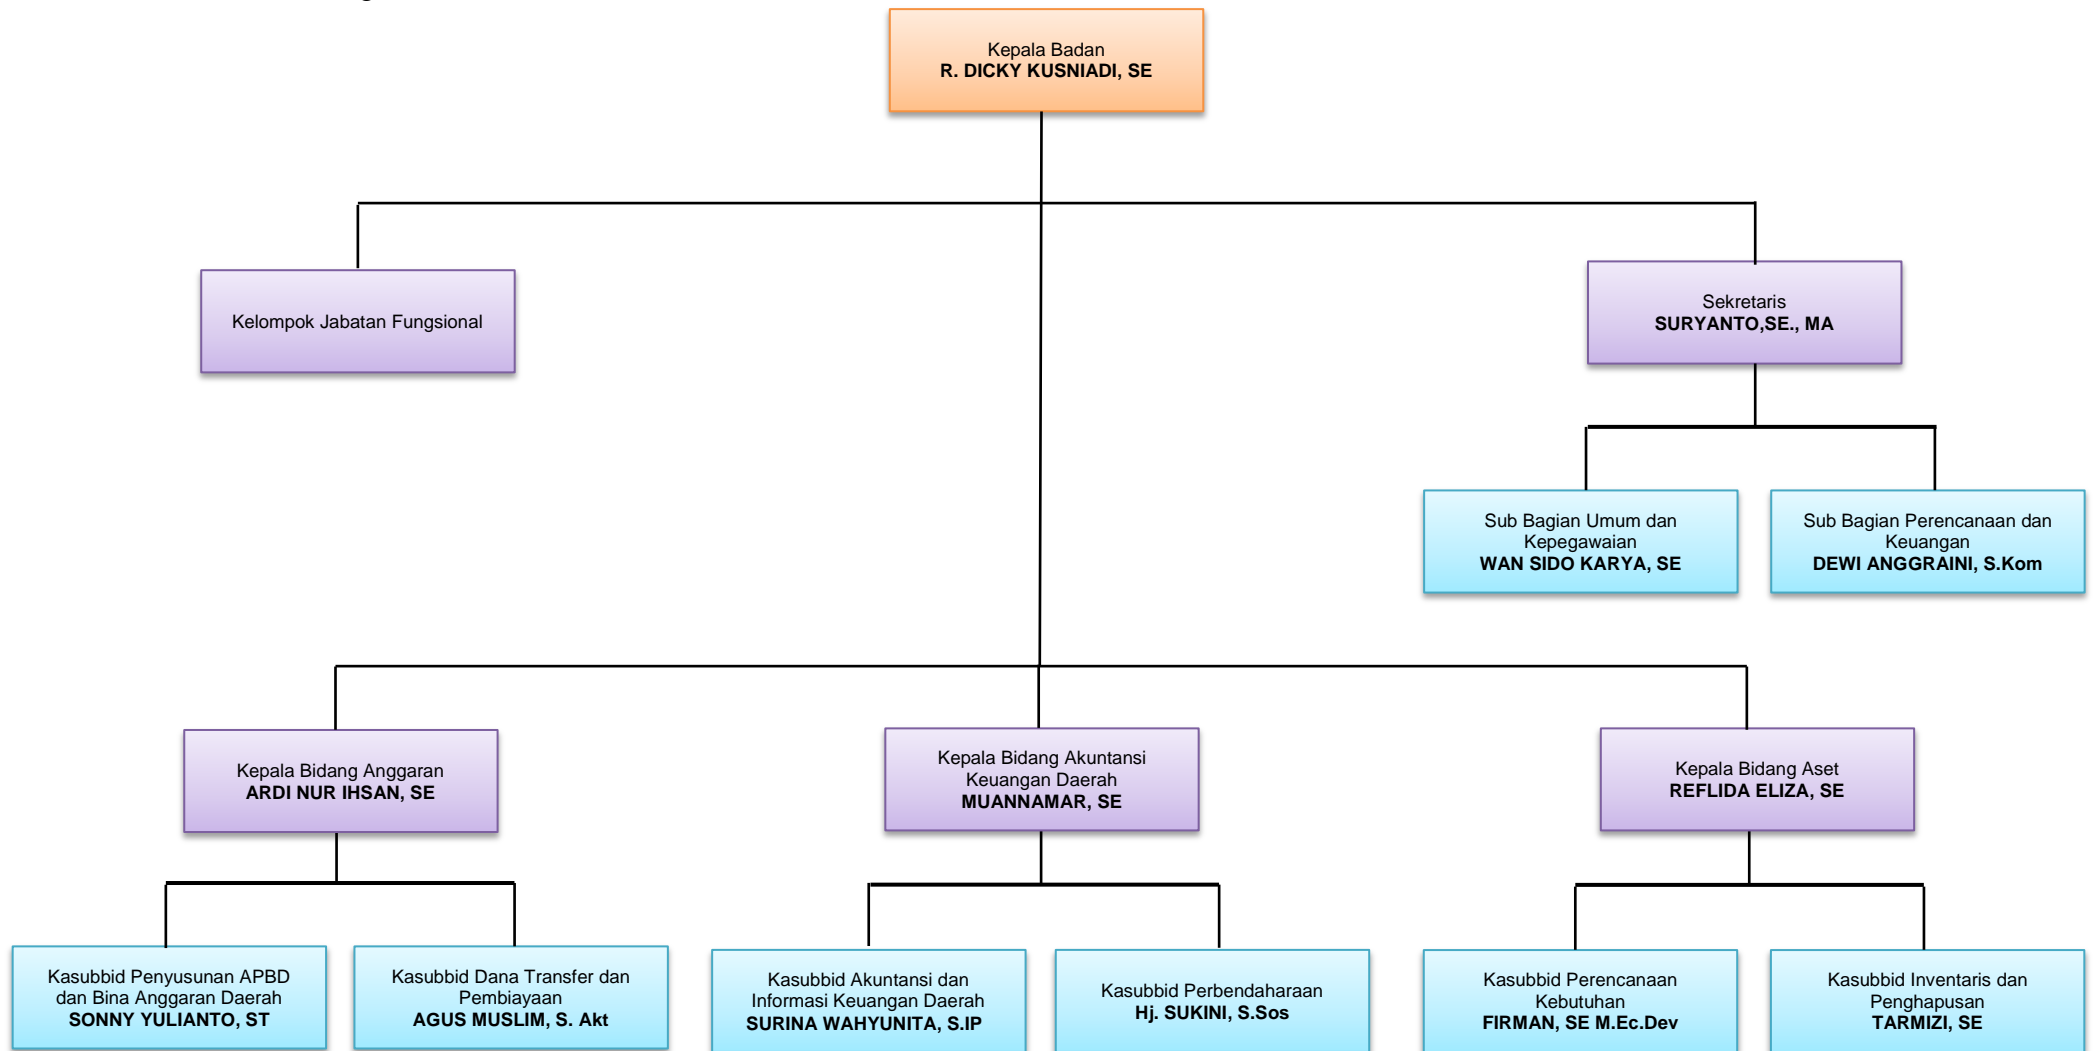 Kepala Badan
R. DICKY KUSNIADI, SE
Kelompok Jabatan Fungsional
Sekretaris
SURYANTO,SE., MA
Sub Bagian Umum dan
Kepegawaian
WAN SIDO KARYA, SE
Sub Bagian Perencanaan dan
Keuangan
DEWI ANGGRAINI, S.Kom
Kepala Bidang Anggaran
ARDI NUR IHSAN, SE
Kepala Bidang Akuntansi
Keuangan Daerah
MUANNAMAR, SE
Kepala Bidang Aset
REFLIDA ELIZA, SE
Kasubbid Penyusunan APBD
dan Bina Anggaran Daerah
SONNY YULIANTO, ST
Kasubbid Dana Transfer dan
Pembiayaan
AGUS MUSLIM, S. Akt
Kasubbid Akuntansi dan
Informasi Keuangan Daerah
SURINA WAHYUNITA, S.IP
Kasubbid Perbendaharaan
Hj. SUKINI, S.Sos
Kasubbid Perencanaan
Kebutuhan
FIRMAN, SE M.Ec.Dev
Kasubbid Inventaris dan
Penghapusan
TARMIZI, SE